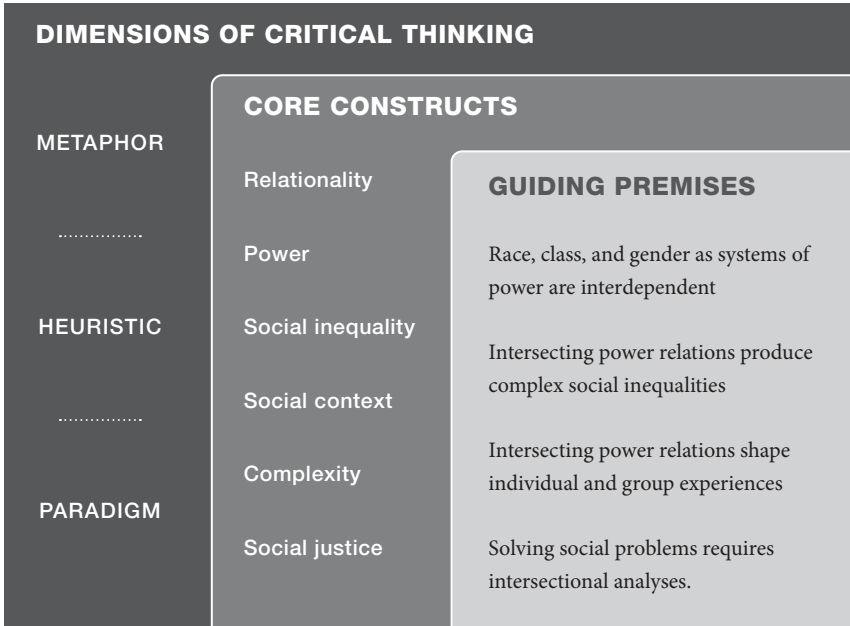 DIMENSIONS OF CRITICAL THINKING
METAPHOR
HEURISTIC
PARADIGM
CORE CONSTRUCTS
Relationality
Power
Social inequality
Social context
Complexity
Social justice
GUIDING PREMISES
Race, class, and gender as systems of
power are interdependent
Intersecting power relations produce
complex social inequalities
Intersecting power relations shape
individual and group experiences
Solving social problems requires
intersectional analyses.